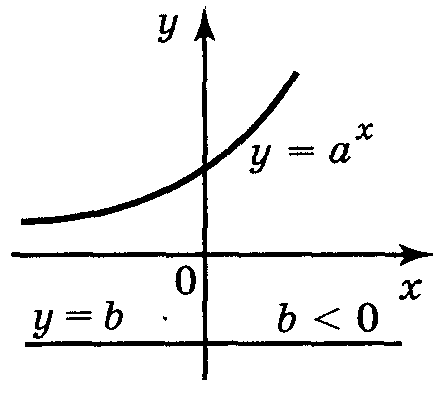 y
y = a^x
0
x
y = b
b < 0